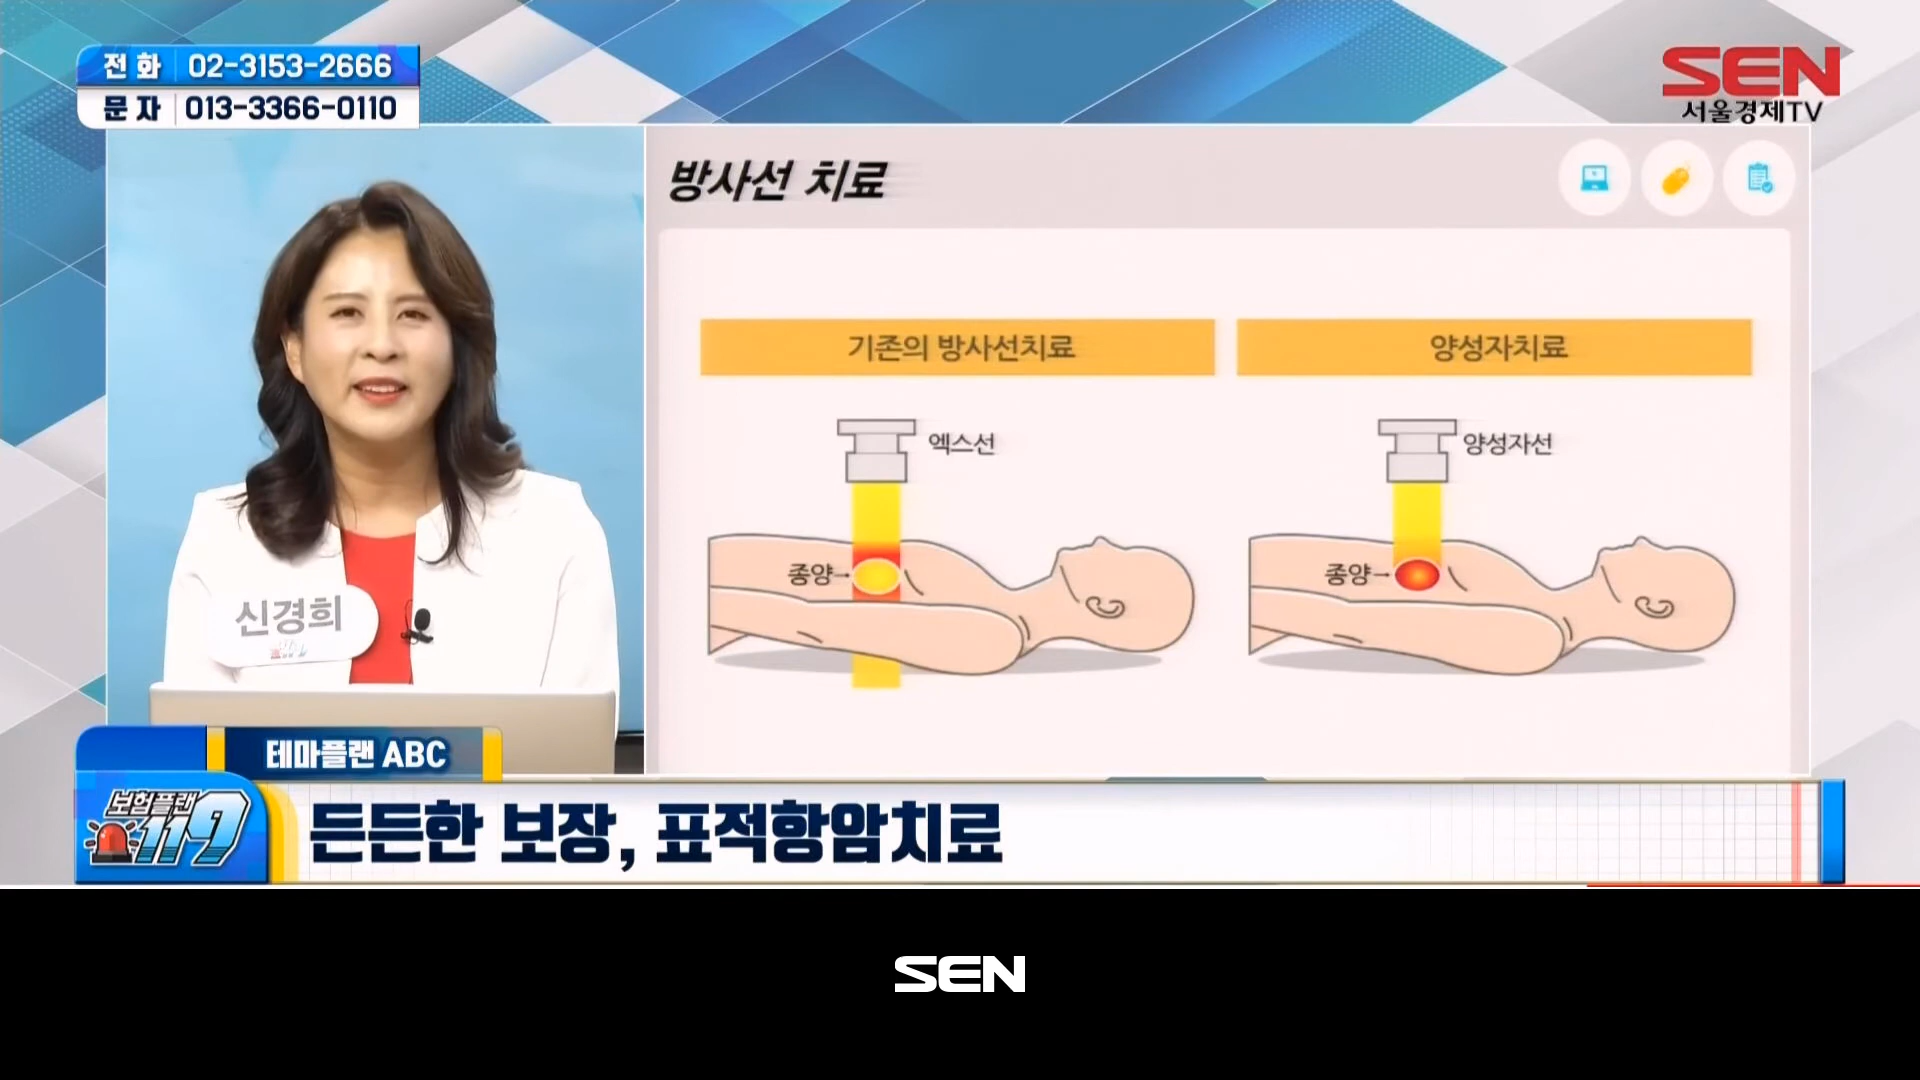 전화 02-3153-2666
문자 013-3366-0110
SEN
서울경제TV
방사선 치료
기존의 방사선치료
양성자치료
엑스선
양성자선
종양
종양
신경희
테마플랜 ABC
보험플랜
119
든든한 보장, 표적항암치료
SEN